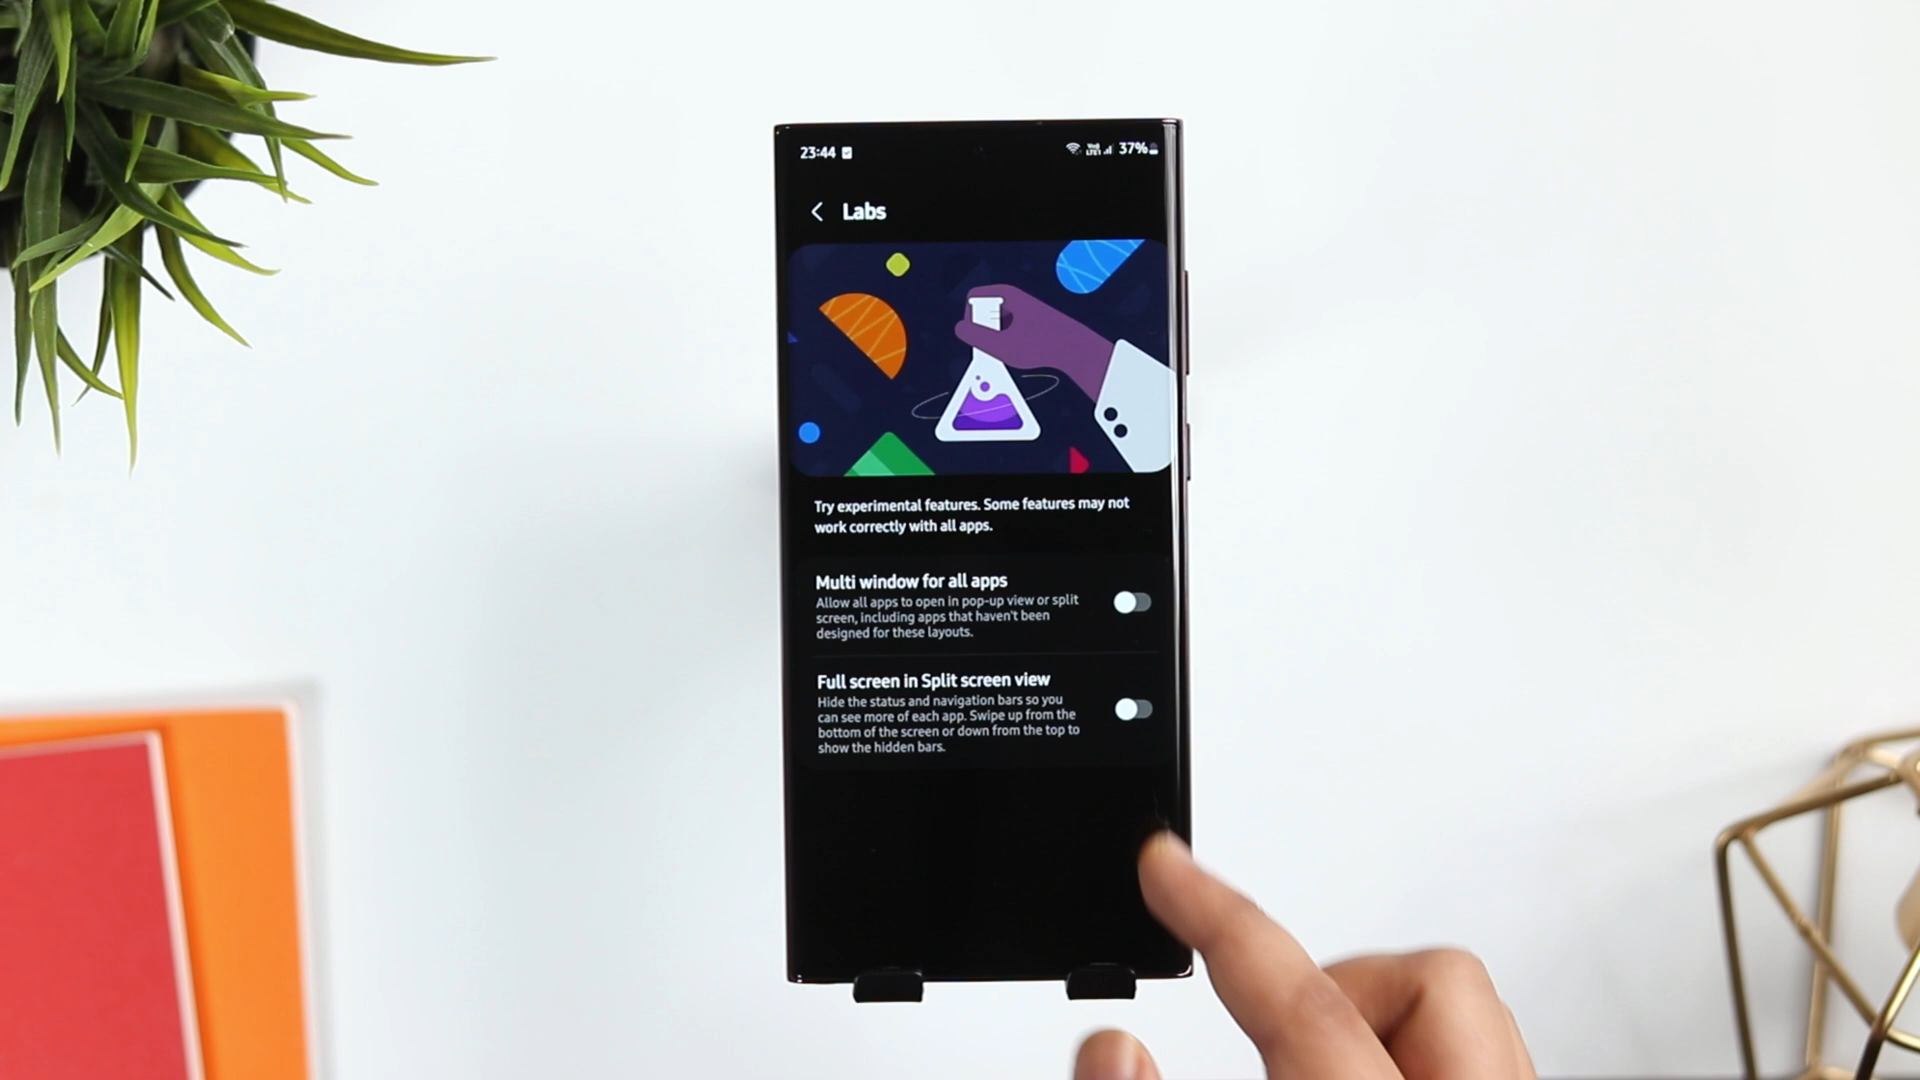 23:44
37%
Labs
Try experimental features. Some features may not
work correctly with all apps.
Multi window for all apps
Allow all apps to open in pop-up view or split
screen, including apps that haven't been
designed for these layouts.
Full screen in Split screen view
Hide the status and navigation bars so you
can see more of each app. Swipe up from the
bottom of the screen or down from the top to
show the hidden bars.